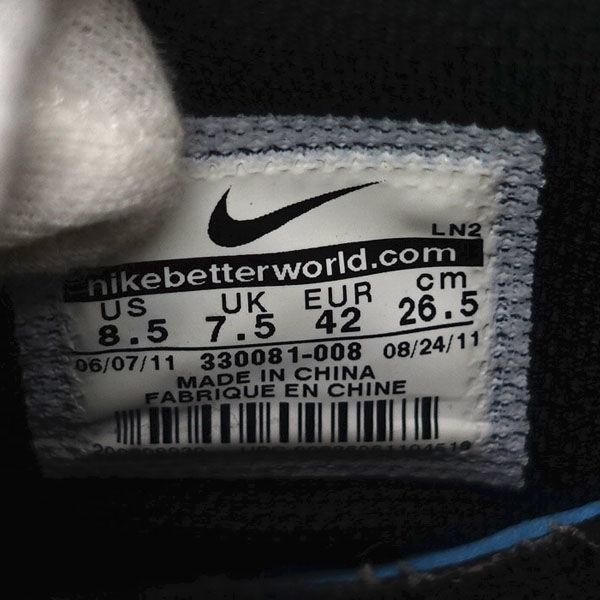 LN2
nikebetterworld.com
US UK EUR cm
8.5 7.5 42 26.5
06/07/11 330081-008 08/24/11
MADE IN CHINA
FABRIQUE EN CHINE